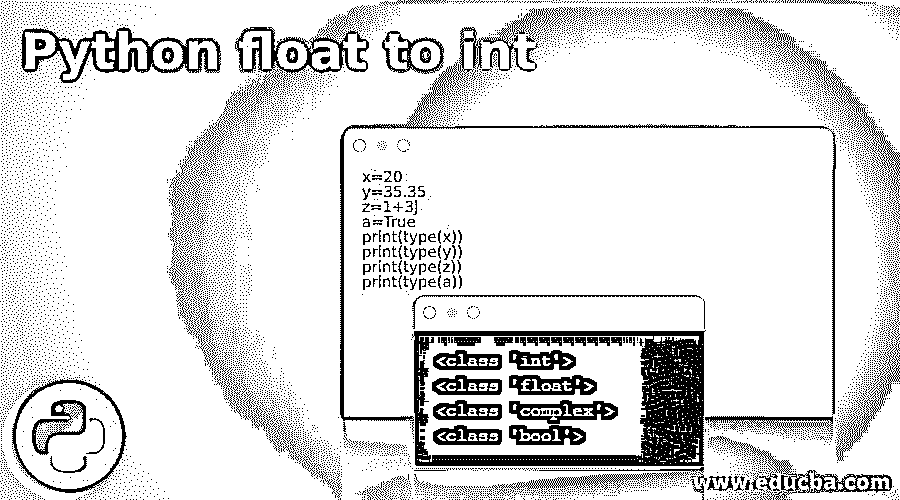 Python float to int
x=20
y=35.35
z=1+3j
a=True
print(type(x))
print(type(y))
print(type(z))
print(type(a))
<class 'int'>
<class 'float'>
<class 'complex'>
<class 'bool'>
www.educba.com